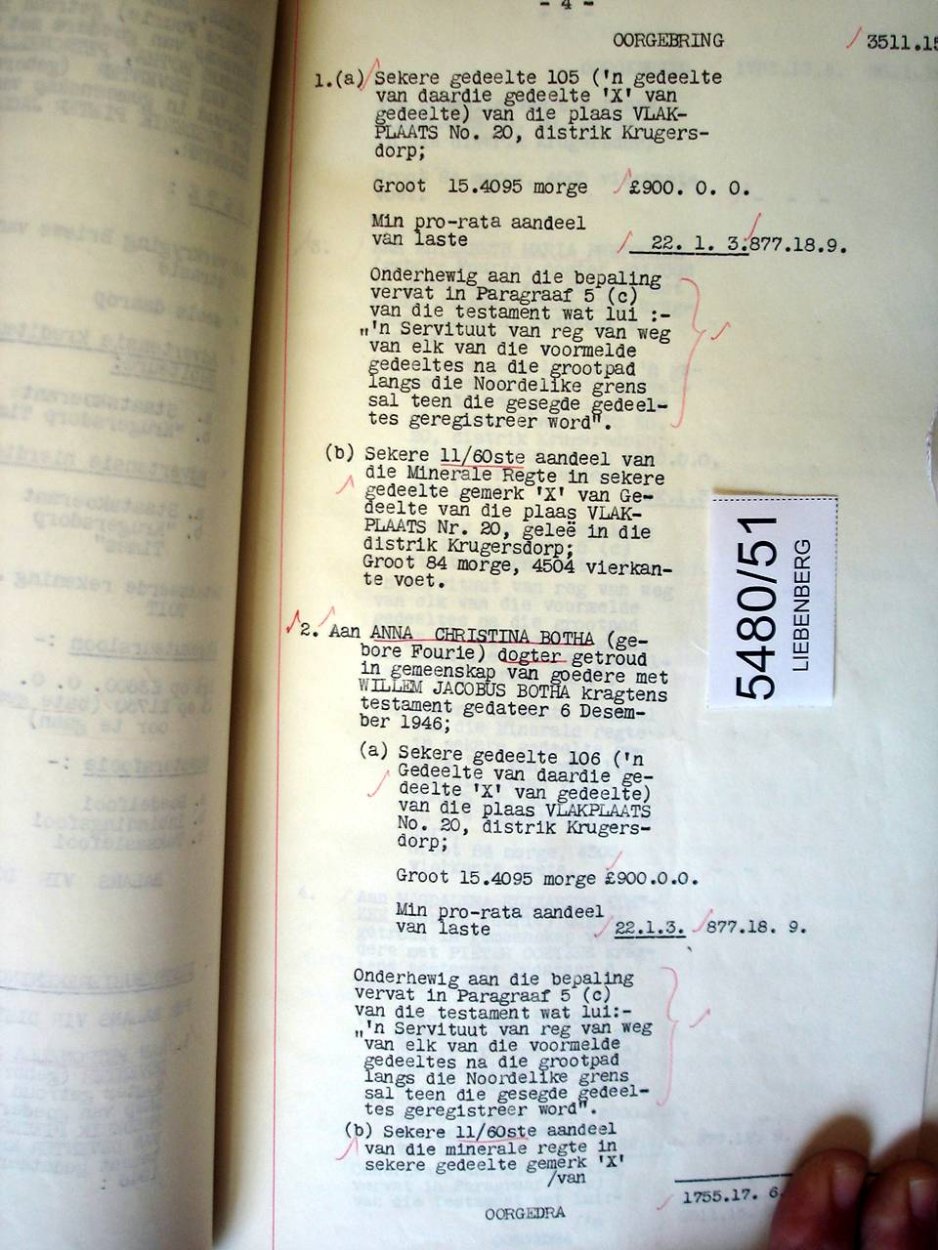 - 4 -
OORGEBRING 3511.15
1.(a) Sekere gedeelte 105 ('n gedeelte
van daardie gedeelte 'X' van
gedeelte) van die plaas VLAK-
PLAATS No. 20, distrik Krugers-
dorp;
Groot 15.4095 morge £900. 0. 0.
Min pro-rata aandeel
van laste 22. 1. 3. 877.18.9.
Onderhewig aan die bepaling
vervat in Paragraaf 5 (c)
van die testament wat lui :-
„'n Servituut van reg van weg
van elk van die voormelde
gedeeltes na die grootpad
langs die Noordelike grens
sal teen die gesegde gedeel-
tes geregistreer word".
(b) Sekere 11/60ste aandeel van
die Minerale Regte in sekere
gedeelte gemerk 'X' van Ge-
deelte van die plaas VLAK-
PLAATS Nr. 20, geleë in die
distrik Krugersdorp;
Groot 84 morge, 4504 vierkan-
te voet.
2. Aan ANNA CHRISTINA BOTHA (ge-
bore Fourie) dogter getroud
in gemeenskap van goedere met
WILLEM JACOBUS BOTHA kragtens
testament gedateer 6 Desem-
ber 1946;
(a) Sekere gedeelte 106 ('n
Gedeelte van daardie ge-
deelte 'X' van gedeelte)
van die plaas VLAKPLAATS
No. 20, distrik Krugers-
dorp;
Groot 15.4095 morge £900.0.0.
Min pro-rata aandeel
van laste 22.1.3. 877.18. 9.
Onderhewig aan die bepaling
vervat in Paragraaf 5 (c)
van die testament wat lui:-
„'n Servituut van reg van weg
van elk van die voormelde
gedeeltes na die grootpad
langs die Noordelike grens
sal teen die gesegde gedeel-
tes geregistreer word".
(b) Sekere 11/60ste aandeel
van die minerale regte in
sekere gedeelte gemerk 'X'
/van
OORGEDRA 1755.17. 6
5480/51
LIEBENBERG